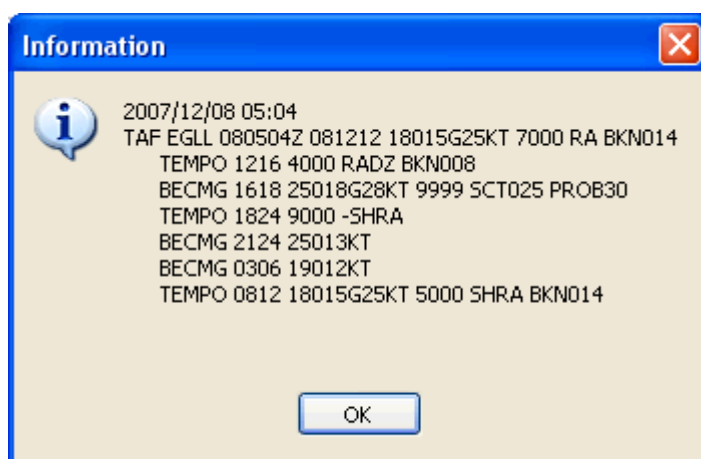 Information
2007/12/08 05:04
TAF EGLL 080504Z 081212 18015G25KT 7000 RA BKN014
TEMPO 1216 4000 RADZ BKN008
BECMG 1618 25018G28KT 9999 SCT025 PROB30
TEMPO 1824 9000 -SHRA
BECMG 2124 25013KT
BECMG 0306 19012KT
TEMPO 0812 18015G25KT 5000 SHRA BKN014
OK